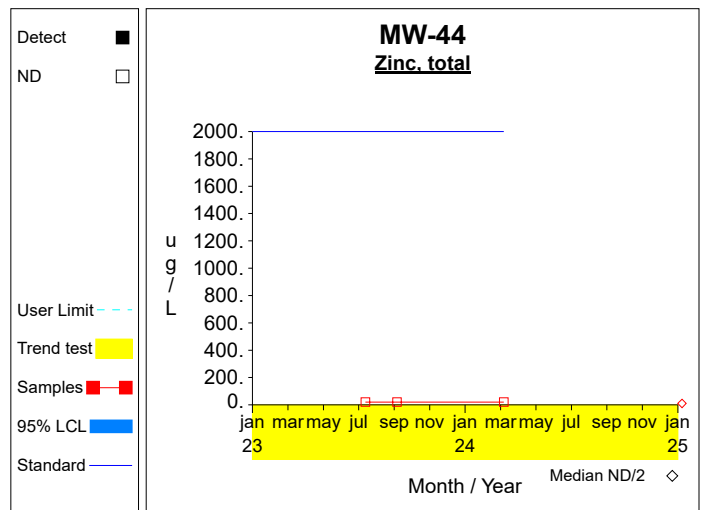 Detect
ND
User Limit
Trend test
Samples
95% LCL
Standard
MW-44
Zinc, total
2000.
1800.
1600.
1400.
1200.
1000.
800.
600.
400.
200.
0.
ug/L
jan mar may jul sep nov jan mar may jul sep nov jan
23 24 25
Month / Year
Median ND/2